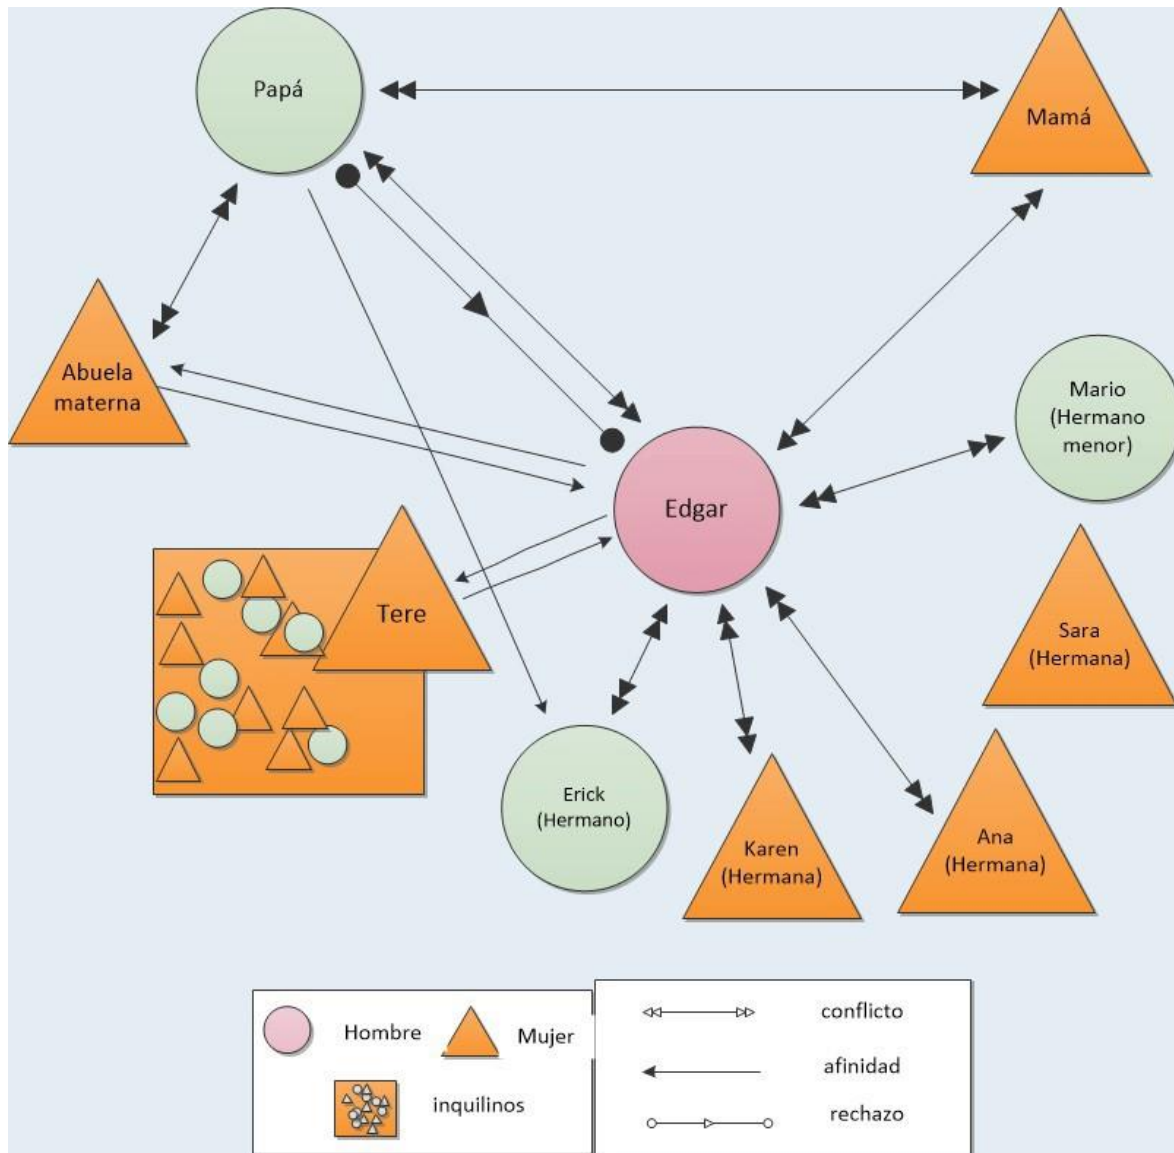 Papá
Mamá
Abuela
materna
Mario
(Hermano
menor)
Edgar
Tere
Sara
(Hermana)
Erick
(Hermano)
Karen
(Hermana)
Ana
(Hermana)
Hombre
Mujer
inquilinos
conflicto
afinidad
rechazo